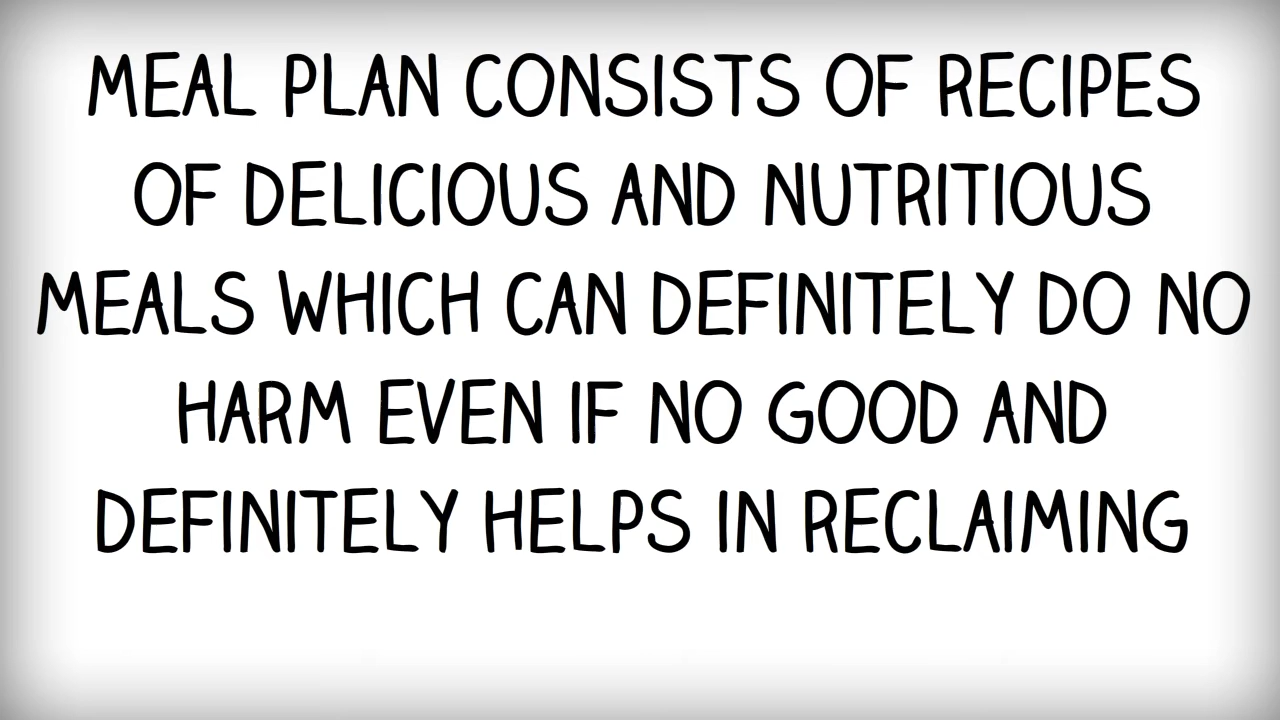 MEAL PLAN CONSISTS OF RECIPES
OF DELICIOUS AND NUTRITIOUS
MEALS WHICH CAN DEFINITELY DO NO
HARM EVEN IF NO GOOD AND
DEFINITELY HELPS IN RECLAIMING